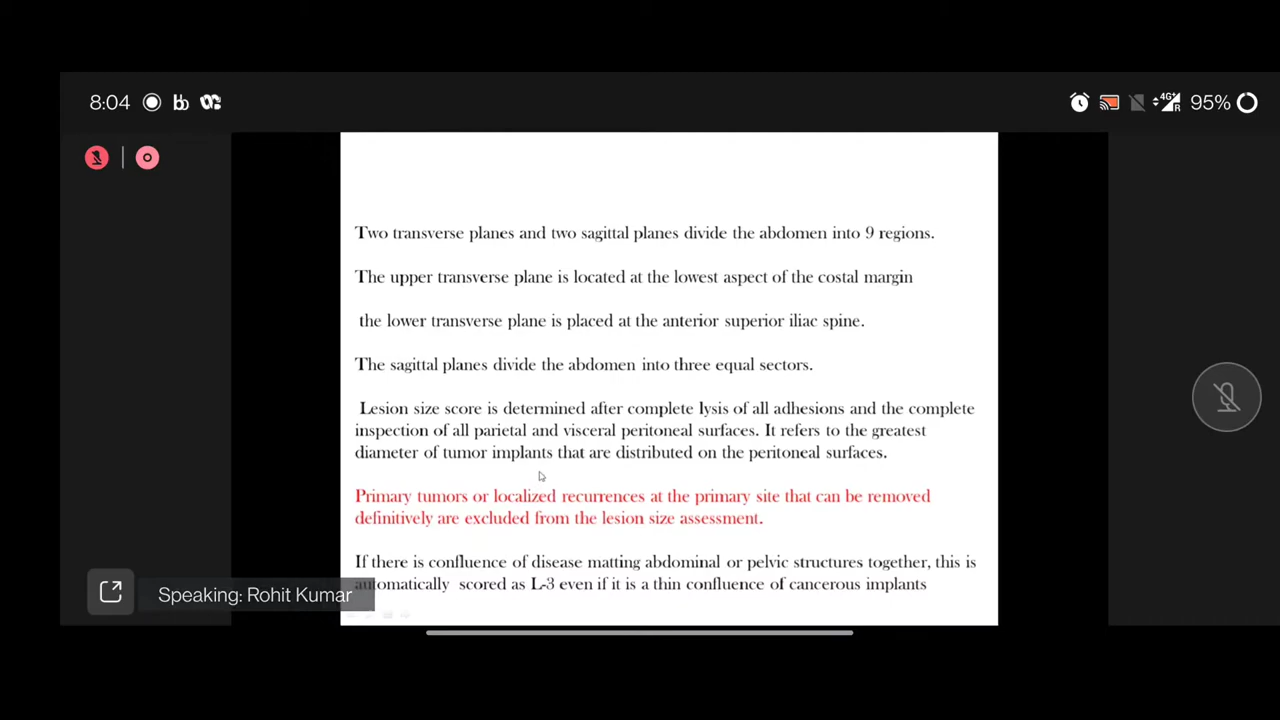 8:04
4G+
R
95%
Two transverse planes and two sagittal planes divide the abdomen into 9 regions.
The upper transverse plane is located at the lowest aspect of the costal margin
the lower transverse plane is placed at the anterior superior iliac spine.
The sagittal planes divide the abdomen into three equal sectors.
Lesion size score is determined after complete lysis of all adhesions and the complete
inspection of all parietal and visceral peritoneal surfaces. It refers to the greatest
diameter of tumor implants that are distributed on the peritoneal surfaces.
Primary tumors or localized recurrences at the primary site that can be removed
definitively are excluded from the lesion size assessment.
If there is confluence of disease matting abdominal or pelvic structures together, this is
automatically scored as L-3 even if it is a thin confluence of cancerous implants
Speaking: Rohit Kumar